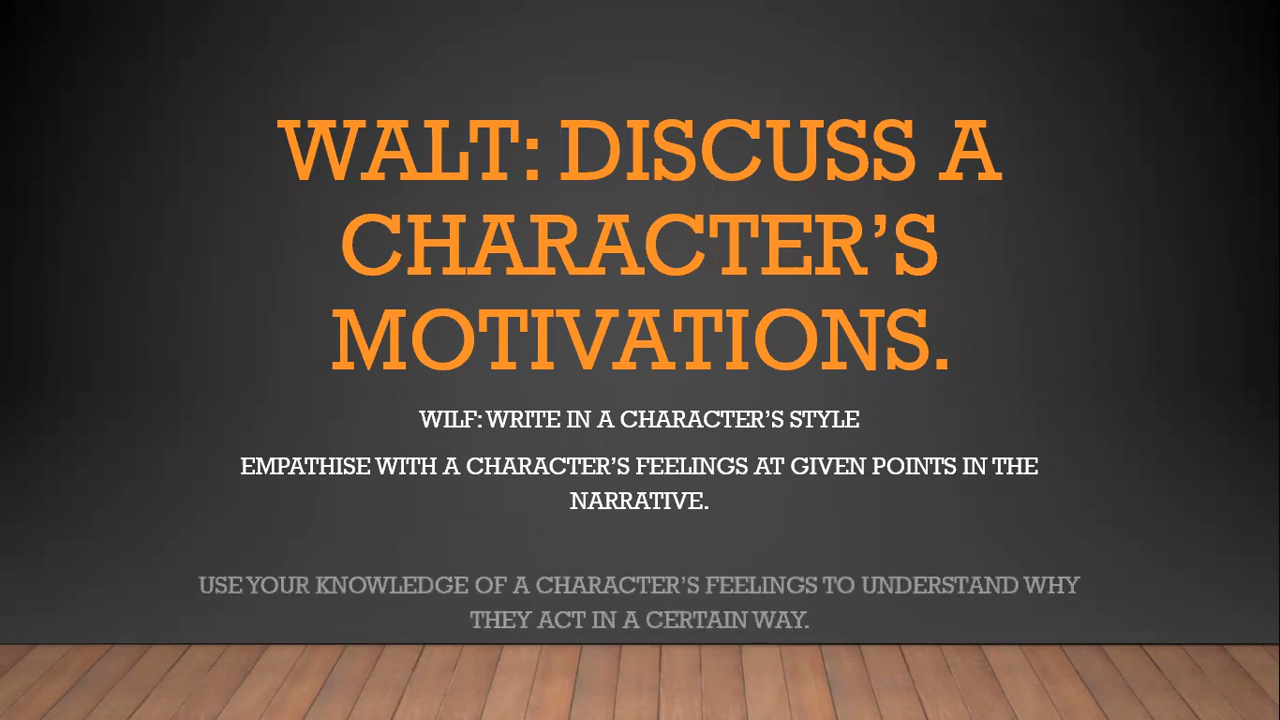 WALT: DISCUSS A
CHARACTER’S
MOTIVATIONS.
WILF: WRITE IN A CHARACTER’S STYLE
EMPATHISE WITH A CHARACTER’S FEELINGS AT GIVEN POINTS IN THE
NARRATIVE.
USE YOUR KNOWLEDGE OF A CHARACTER’S FEELINGS TO UNDERSTAND WHY
THEY ACT IN A CERTAIN WAY.